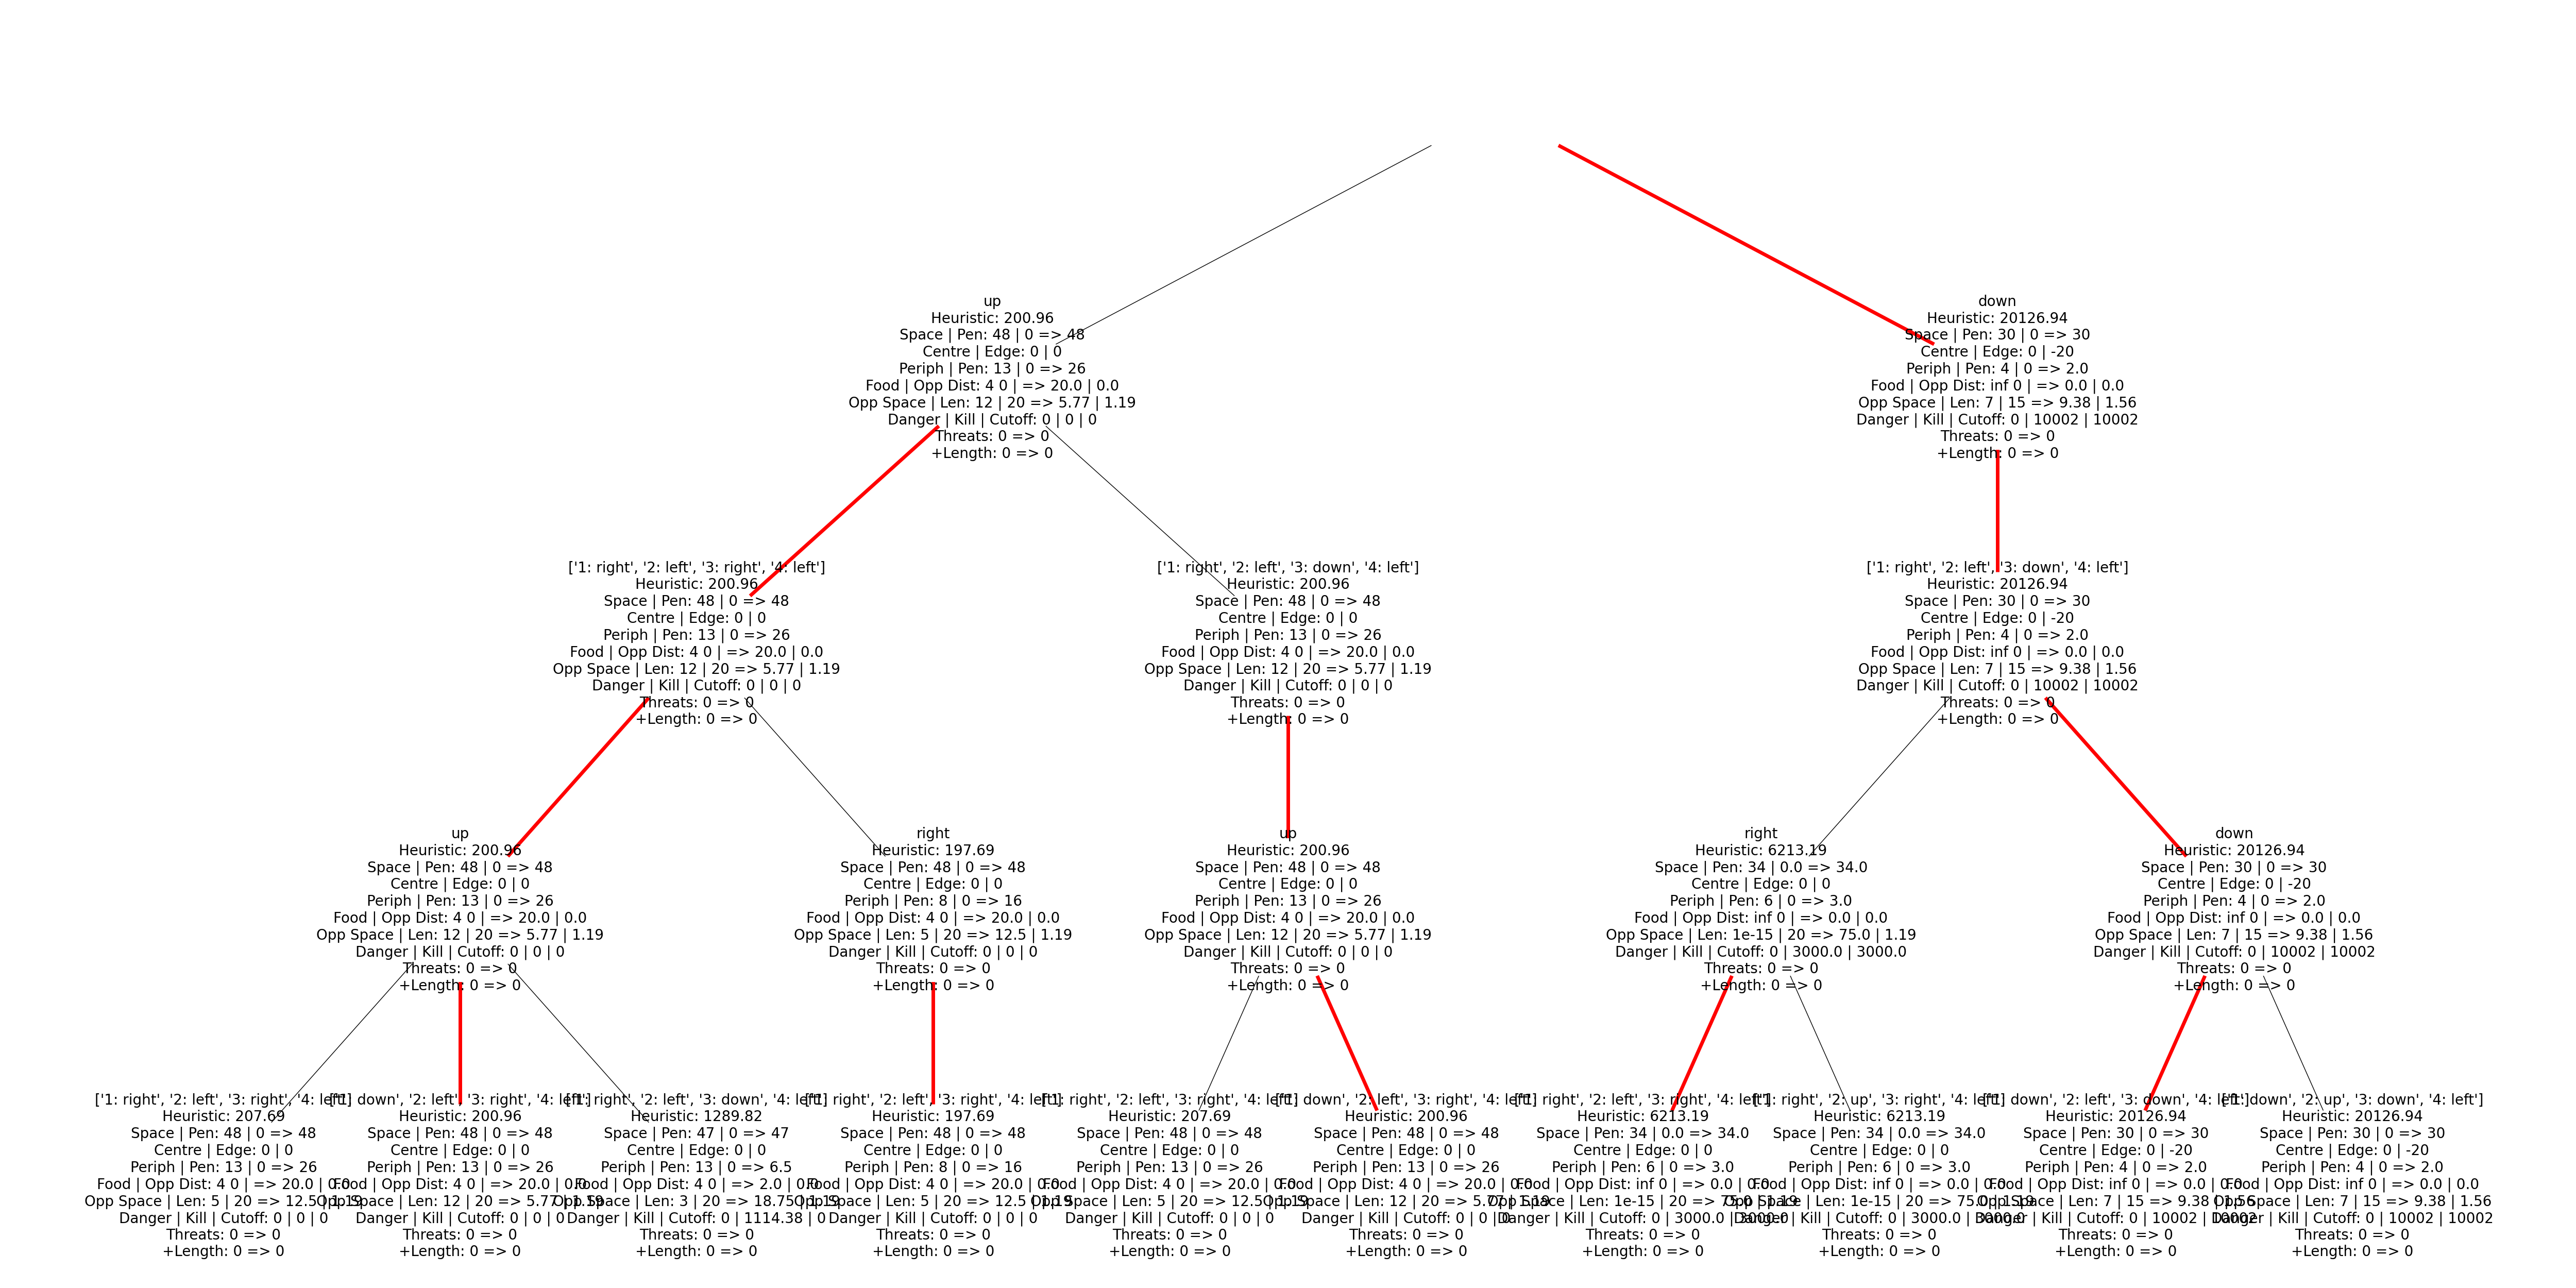 up
Heuristic: 200.96
Space | Pen: 48 | 0 => 48
Centre | Edge: 0 | 0
Periph | Pen: 13 | 0 => 26
Food | Opp Dist: 4 0 | => 20.0 | 0.0
Opp Space | Len: 12 | 20 => 5.77 | 1.19
Danger | Kill | Cutoff: 0 | 0 | 0
Threats: 0 => 0
+Length: 0 => 0
down
Heuristic: 20126.94
Space | Pen: 30 | 0 => 30
Centre | Edge: 0 | -20
Periph | Pen: 4 | 0 => 2.0
Food | Opp Dist: inf 0 | => 0.0 | 0.0
Opp Space | Len: 7 | 15 => 9.38 | 1.56
Danger | Kill | Cutoff: 0 | 10002 | 10002
Threats: 0 => 0
+Length: 0 => 0
['1: right', '2: left', '3: right', '4: left']
Heuristic: 200.96
Space | Pen: 48 | 0 => 48
Centre | Edge: 0 | 0
Periph | Pen: 13 | 0 => 26
Food | Opp Dist: 4 0 | => 20.0 | 0.0
Opp Space | Len: 12 | 20 => 5.77 | 1.19
Danger | Kill | Cutoff: 0 | 0 | 0
Threats: 0 => 0
+Length: 0 => 0
['1: right', '2: left', '3: down', '4: left']
Heuristic: 200.96
Space | Pen: 48 | 0 => 48
Centre | Edge: 0 | 0
Periph | Pen: 13 | 0 => 26
Food | Opp Dist: 4 0 | => 20.0 | 0.0
Opp Space | Len: 12 | 20 => 5.77 | 1.19
Danger | Kill | Cutoff: 0 | 0 | 0
Threats: 0 => 0
+Length: 0 => 0
['1: right', '2: left', '3: down', '4: left']
Heuristic: 20126.94
Space | Pen: 30 | 0 => 30
Centre | Edge: 0 | -20
Periph | Pen: 4 | 0 => 2.0
Food | Opp Dist: inf 0 | => 0.0 | 0.0
Opp Space | Len: 7 | 15 => 9.38 | 1.56
Danger | Kill | Cutoff: 0 | 10002 | 10002
Threats: 0 => 0
+Length: 0 => 0
up
Heuristic: 200.96
Space | Pen: 48 | 0 => 48
Centre | Edge: 0 | 0
Periph | Pen: 13 | 0 => 26
Food | Opp Dist: 4 0 | => 20.0 | 0.0
Opp Space | Len: 12 | 20 => 5.77 | 1.19
Danger | Kill | Cutoff: 0 | 0 | 0
Threats: 0 => 0
+Length: 0 => 0
right
Heuristic: 197.69
Space | Pen: 48 | 0 => 48
Centre | Edge: 0 | 0
Periph | Pen: 8 | 0 => 16
Food | Opp Dist: 4 0 | => 20.0 | 0.0
Opp Space | Len: 5 | 20 => 12.5 | 1.19
Danger | Kill | Cutoff: 0 | 0 | 0
Threats: 0 => 0
+Length: 0 => 0
up
Heuristic: 200.96
Space | Pen: 48 | 0 => 48
Centre | Edge: 0 | 0
Periph | Pen: 13 | 0 => 26
Food | Opp Dist: 4 0 | => 20.0 | 0.0
Opp Space | Len: 12 | 20 => 5.77 | 1.19
Danger | Kill | Cutoff: 0 | 0 | 0
Threats: 0 => 0
+Length: 0 => 0
right
Heuristic: 6213.19
Space | Pen: 34 | 0.0 => 34.0
Centre | Edge: 0 | 0
Periph | Pen: 6 | 0 => 3.0
Food | Opp Dist: inf 0 | => 0.0 | 0.0
Opp Space | Len: 1e-15 | 20 => 75.0 | 1.19
Danger | Kill | Cutoff: 0 | 3000.0 | 3000.0
Threats: 0 => 0
+Length: 0 => 0
down
Heuristic: 20126.94
Space | Pen: 30 | 0 => 30
Centre | Edge: 0 | -20
Periph | Pen: 4 | 0 => 2.0
Food | Opp Dist: inf 0 | => 0.0 | 0.0
Opp Space | Len: 7 | 15 => 9.38 | 1.56
Danger | Kill | Cutoff: 0 | 10002 | 10002
Threats: 0 => 0
+Length: 0 => 0
['1: right', '2: left', '3: right', '4: left']
Heuristic: 207.69
Space | Pen: 48 | 0 => 48
Centre | Edge: 0 | 0
Periph | Pen: 13 | 0 => 26
Food | Opp Dist: 4 0 | => 20.0 | 0.0
Opp Space | Len: 5 | 20 => 12.5 | 1.19
Danger | Kill | Cutoff: 0 | 0 | 0
Threats: 0 => 0
+Length: 0 => 0
['1: down', '2: left', '3: right', '4: left']
Heuristic: 200.96
Space | Pen: 48 | 0 => 48
Centre | Edge: 0 | 0
Periph | Pen: 13 | 0 => 26
Food | Opp Dist: 4 0 | => 20.0 | 0.0
Opp Space | Len: 12 | 20 => 5.77 | 1.19
Danger | Kill | Cutoff: 0 | 0 | 0
Threats: 0 => 0
+Length: 0 => 0
['1: right', '2: left', '3: down', '4: left']
Heuristic: 1289.82
Space | Pen: 47 | 0 => 47
Centre | Edge: 0 | 0
Periph | Pen: 13 | 0 => 6.5
Food | Opp Dist: 4 0 | => 2.0 | 0.0
Opp Space | Len: 3 | 20 => 18.75 | 1.19
Danger | Kill | Cutoff: 0 | 1114.38 | 0
Threats: 0 => 0
+Length: 0 => 0
['1: right', '2: left', '3: right', '4: left']
Heuristic: 197.69
Space | Pen: 48 | 0 => 48
Centre | Edge: 0 | 0
Periph | Pen: 8 | 0 => 16
Food | Opp Dist: 4 0 | => 20.0 | 0.0
Opp Space | Len: 5 | 20 => 12.5 | 1.19
Danger | Kill | Cutoff: 0 | 0 | 0
Threats: 0 => 0
+Length: 0 => 0
['1: right', '2: left', '3: right', '4: left']
Heuristic: 207.69
Space | Pen: 48 | 0 => 48
Centre | Edge: 0 | 0
Periph | Pen: 13 | 0 => 26
Food | Opp Dist: 4 0 | => 20.0 | 0.0
Opp Space | Len: 5 | 20 => 12.5 | 1.19
Danger | Kill | Cutoff: 0 | 0 | 0
Threats: 0 => 0
+Length: 0 => 0
['1: down', '2: left', '3: right', '4: left']
Heuristic: 200.96
Space | Pen: 48 | 0 => 48
Centre | Edge: 0 | 0
Periph | Pen: 13 | 0 => 26
Food | Opp Dist: 4 0 | => 20.0 | 0.0
Opp Space | Len: 12 | 20 => 5.77 | 1.19
Danger | Kill | Cutoff: 0 | 0 | 0
Threats: 0 => 0
+Length: 0 => 0
['1: right', '2: left', '3: right', '4: left']
Heuristic: 6213.19
Space | Pen: 34 | 0.0 => 34.0
Centre | Edge: 0 | 0
Periph | Pen: 6 | 0 => 3.0
Food | Opp Dist: inf 0 | => 0.0 | 0.0
Opp Space | Len: 1e-15 | 20 => 75.0 | 1.19
Danger | Kill | Cutoff: 0 | 3000.0 | 3000.0
Threats: 0 => 0
+Length: 0 => 0
['1: right', '2: up', '3: right', '4: left']
Heuristic: 6213.19
Space | Pen: 34 | 0.0 => 34.0
Centre | Edge: 0 | 0
Periph | Pen: 6 | 0 => 3.0
Food | Opp Dist: inf 0 | => 0.0 | 0.0
Opp Space | Len: 1e-15 | 20 => 75.0 | 1.19
Danger | Kill | Cutoff: 0 | 3000.0 | 3000.0
Threats: 0 => 0
+Length: 0 => 0
['1: down', '2: left', '3: down', '4: left']
Heuristic: 20126.94
Space | Pen: 30 | 0 => 30
Centre | Edge: 0 | -20
Periph | Pen: 4 | 0 => 2.0
Food | Opp Dist: inf 0 | => 0.0 | 0.0
Opp Space | Len: 7 | 15 => 9.38 | 1.56
Danger | Kill | Cutoff: 0 | 10002 | 10002
Threats: 0 => 0
+Length: 0 => 0
['1: down', '2: up', '3: down', '4: left']
Heuristic: 20126.94
Space | Pen: 30 | 0 => 30
Centre | Edge: 0 | -20
Periph | Pen: 4 | 0 => 2.0
Food | Opp Dist: inf 0 | => 0.0 | 0.0
Opp Space | Len: 7 | 15 => 9.38 | 1.56
Danger | Kill | Cutoff: 0 | 10002 | 10002
Threats: 0 => 0
+Length: 0 => 0